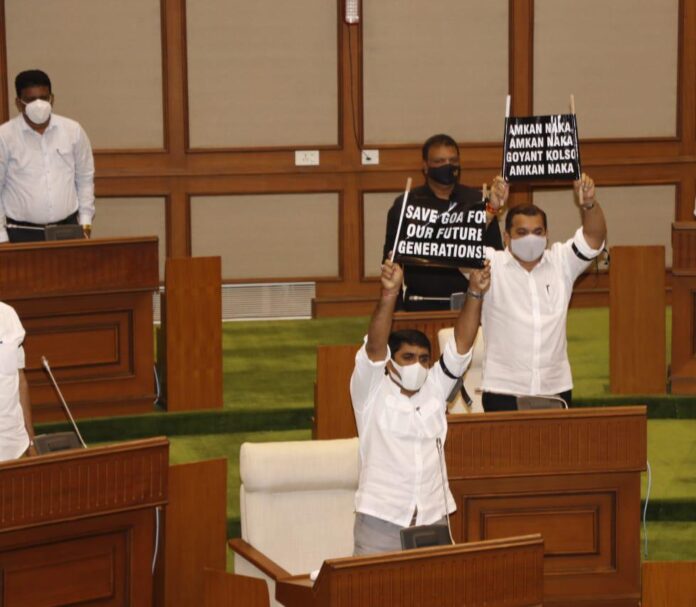 SAVE GOA FO
OUR FUTURE
GENERATIONS!
AMKAN NAKA
AMKAN NAKA
GOYANT KOLSO
AMKAN NAKA